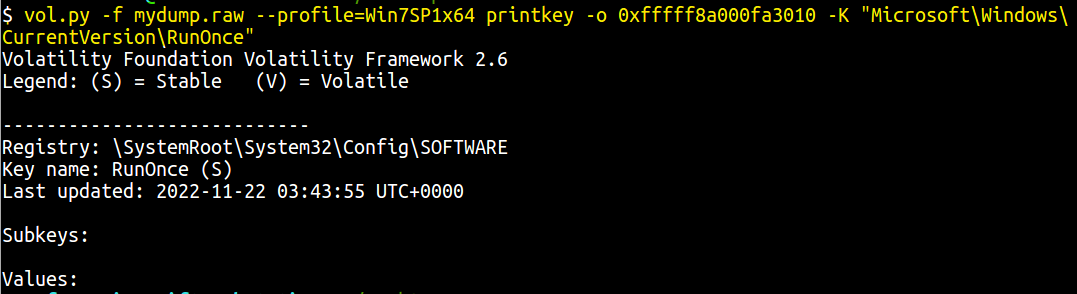 $ vol.py -f mydump.raw --profile=Win7SP1x64 printkey -o 0xfffff8a000fa3010 -K "Microsoft\Windows\
CurrentVersion\RunOnce"
Volatility Foundation Volatility Framework 2.6
Legend: (S) = Stable   (V) = Volatile
----------------------------
Registry: \SystemRoot\System32\Config\SOFTWARE
Key name: RunOnce (S)
Last updated: 2022-11-22 03:43:55 UTC+0000
Subkeys:
Values: